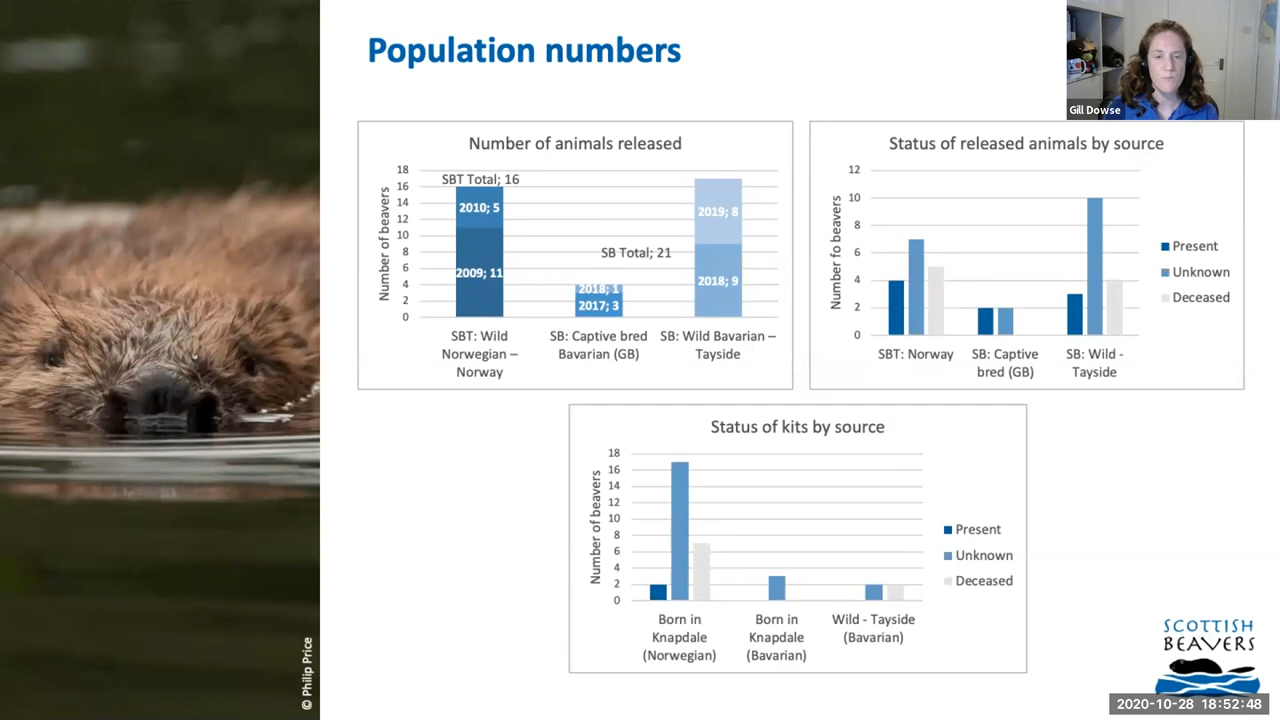 Population numbers
Gill Dowse
Number of animals released
Number of beavers
18
16
14
12
10
8
6
4
2
0
SBT Total; 16
2010; 5
2009; 11
2018; 1
2017; 3
SB Total; 21
2019; 8
2018; 9
SBT: Wild
Norwegian –
Norway
SB: Captive bred
Bavarian (GB)
SB: Wild Bavarian –
Tayside
Status of released animals by source
Number fo beavers
12
10
8
6
4
2
0
SBT: Norway
SB: Captive
bred (GB)
SB: Wild -
Tayside
Present
Unknown
Deceased
Status of kits by source
Number of beavers
18
16
14
12
10
8
6
4
2
0
Born in
Knapdale
(Norwegian)
Born in
Knapdale
(Bavarian)
Wild - Tayside
(Bavarian)
Present
Unknown
Deceased
© Philip Price
SCOTTISH
BEAVERS
2020-10-28 18:52:48